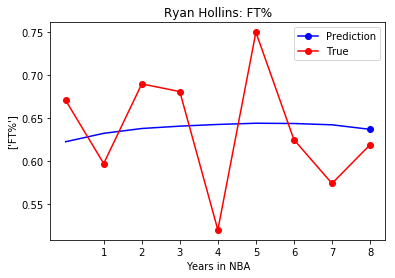 Ryan Hollins: FT%
Prediction
True
0.75
0.70
0.65
0.60
0.55
['FT%']
1 2 3 4 5 6 7 8
Years in NBA